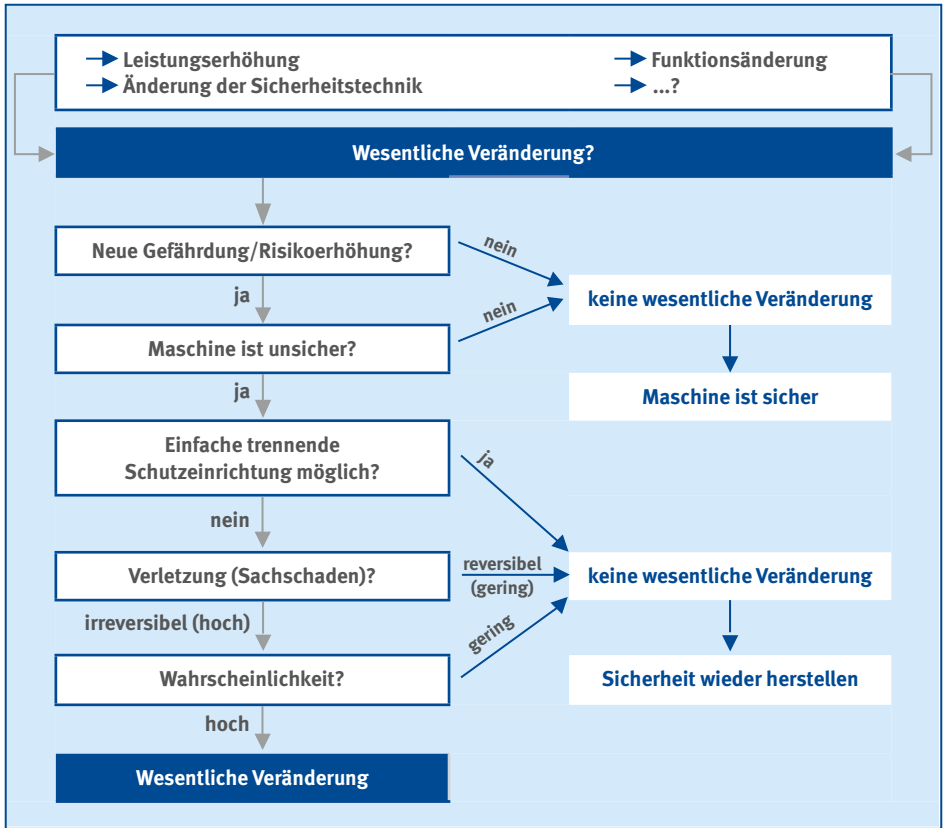 Leistungserhöhung
Funktionsänderung
Änderung der Sicherheitstechnik
...?
Wesentliche Veränderung?
Neue Gefährdung/Risikoerhöhung?
nein
ja
keine wesentliche Veränderung
nein
Maschine ist unsicher?
ja
Maschine ist sicher
Einfache trennende
Schutzeinrichtung möglich?
ja
nein
Verletzung (Sachschaden)?
reversibel
(gering)
keine wesentliche Veränderung
irreversibel (hoch)
gering
Wahrscheinlichkeit?
Sicherheit wieder herstellen
hoch
Wesentliche Veränderung